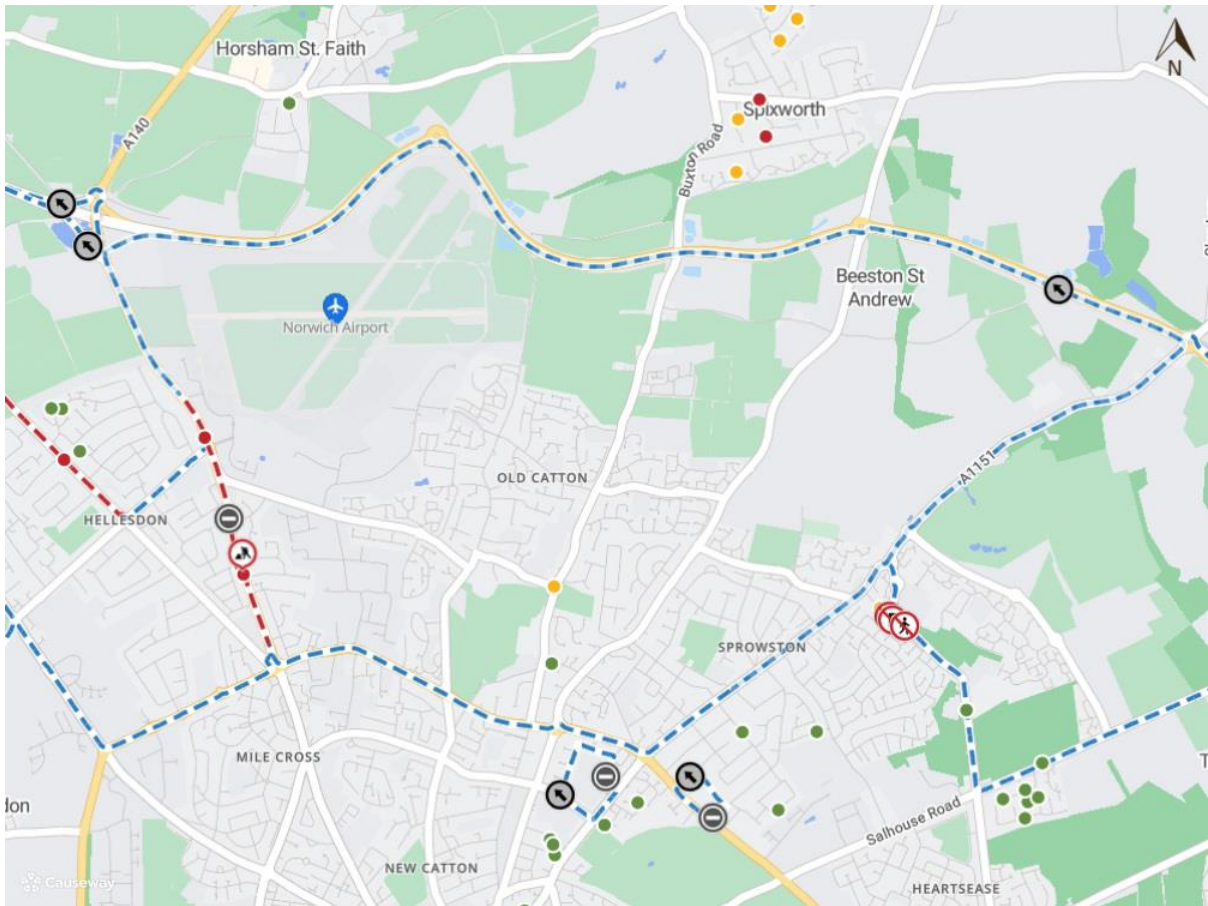 Horsham St. Faith
N
A140
Spixworth
Buxton Road
Beeston St
Andrew
Norwich Airport
A1151
OLD CATTON
HELLESDON
SPROWSTON
MILE CROSS
don
Salhouse Road
NEW CATTON
Causeway
HEARTSEASE